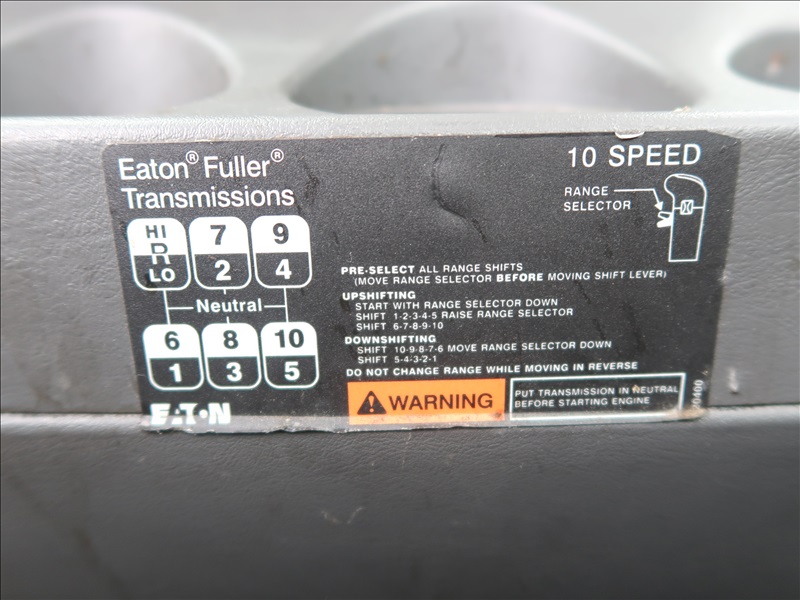 Eaton® Fuller®
Transmissions
10 SPEED
RANGE
SELECTOR
HI 7 9
R
LO 2 4
Neutral
6 8 10
1 3 5
EATON
PRE-SELECT ALL RANGE SHIFTS
(MOVE RANGE SELECTOR BEFORE MOVING SHIFT LEVER)
UPSHIFTING
START WITH RANGE SELECTOR DOWN
SHIFT 1-2-3-4-5 RAISE RANGE SELECTOR
SHIFT 6-7-8-9-10
DOWNSHIFTING
SHIFT 10-9-8-7-6 MOVE RANGE SELECTOR DOWN
SHIFT 5-4-3-2-1
DO NOT CHANGE RANGE WHILE MOVING IN REVERSE
WARNING
PUT TRANSMISSION IN NEUTRAL
BEFORE STARTING ENGINE